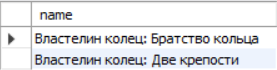 name
Властелин колец: Братство кольца
Властелин колец: Две крепости